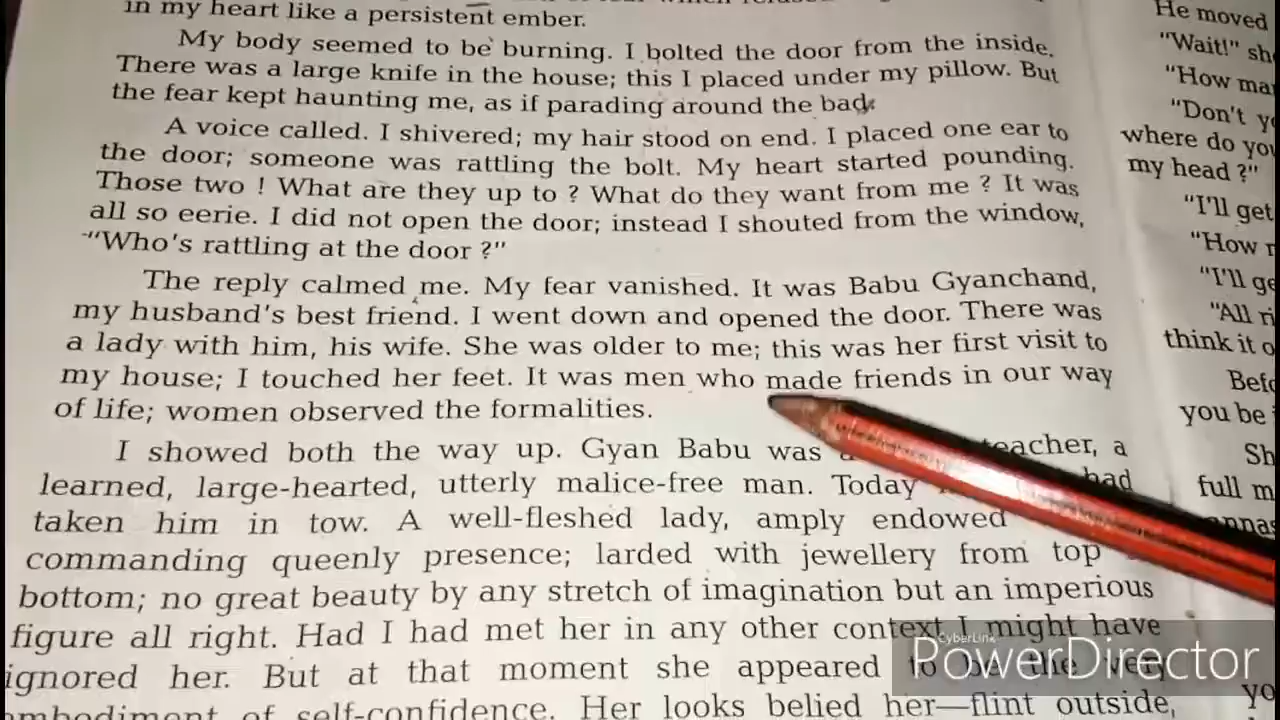 in my heart like a persistent ember.
My body seemed to be burning. I bolted the door from the inside.
There was a large knife in the house; this I placed under my pillow. But
the fear kept haunting me, as if parading around the bad.
A voice called. I shivered; my hair stood on end. I placed one ear to
the door; someone was rattling the bolt. My heart started pounding.
Those two ! What are they up to ? What do they want from me ? It was
all so eerie. I did not open the door; instead I shouted from the window,
"Who's rattling at the door ?"
The reply calmed me. My fear vanished. It was Babu Gyanchand,
my husband's best friend. I went down and opened the door. There was
a lady with him, his wife. She was older to me; this was her first visit to
my house; I touched her feet. It was men who made friends in our way
of life; women observed the formalities.
I showed both the way up. Gyan Babu was a teacher, a
learned, large-hearted, utterly malice-free man. Today had
taken him in tow. A well-fleshed lady, amply endowed
commanding queenly presence; larded with jewellery from top
bottom; no great beauty by any stretch of imagination but an imperious
figure all right. Had I had met her in any other context I might have
ignored her. But at that moment she appeared to be the very
embodiment of self-confidence. Her looks belied her—flint outside,
He moved
"Wait!"
"How
"Don't
where do you
my head ?"
"I'll get
"How
"I'll
"All
think it
you be
full
CyberLink
PowerDirector